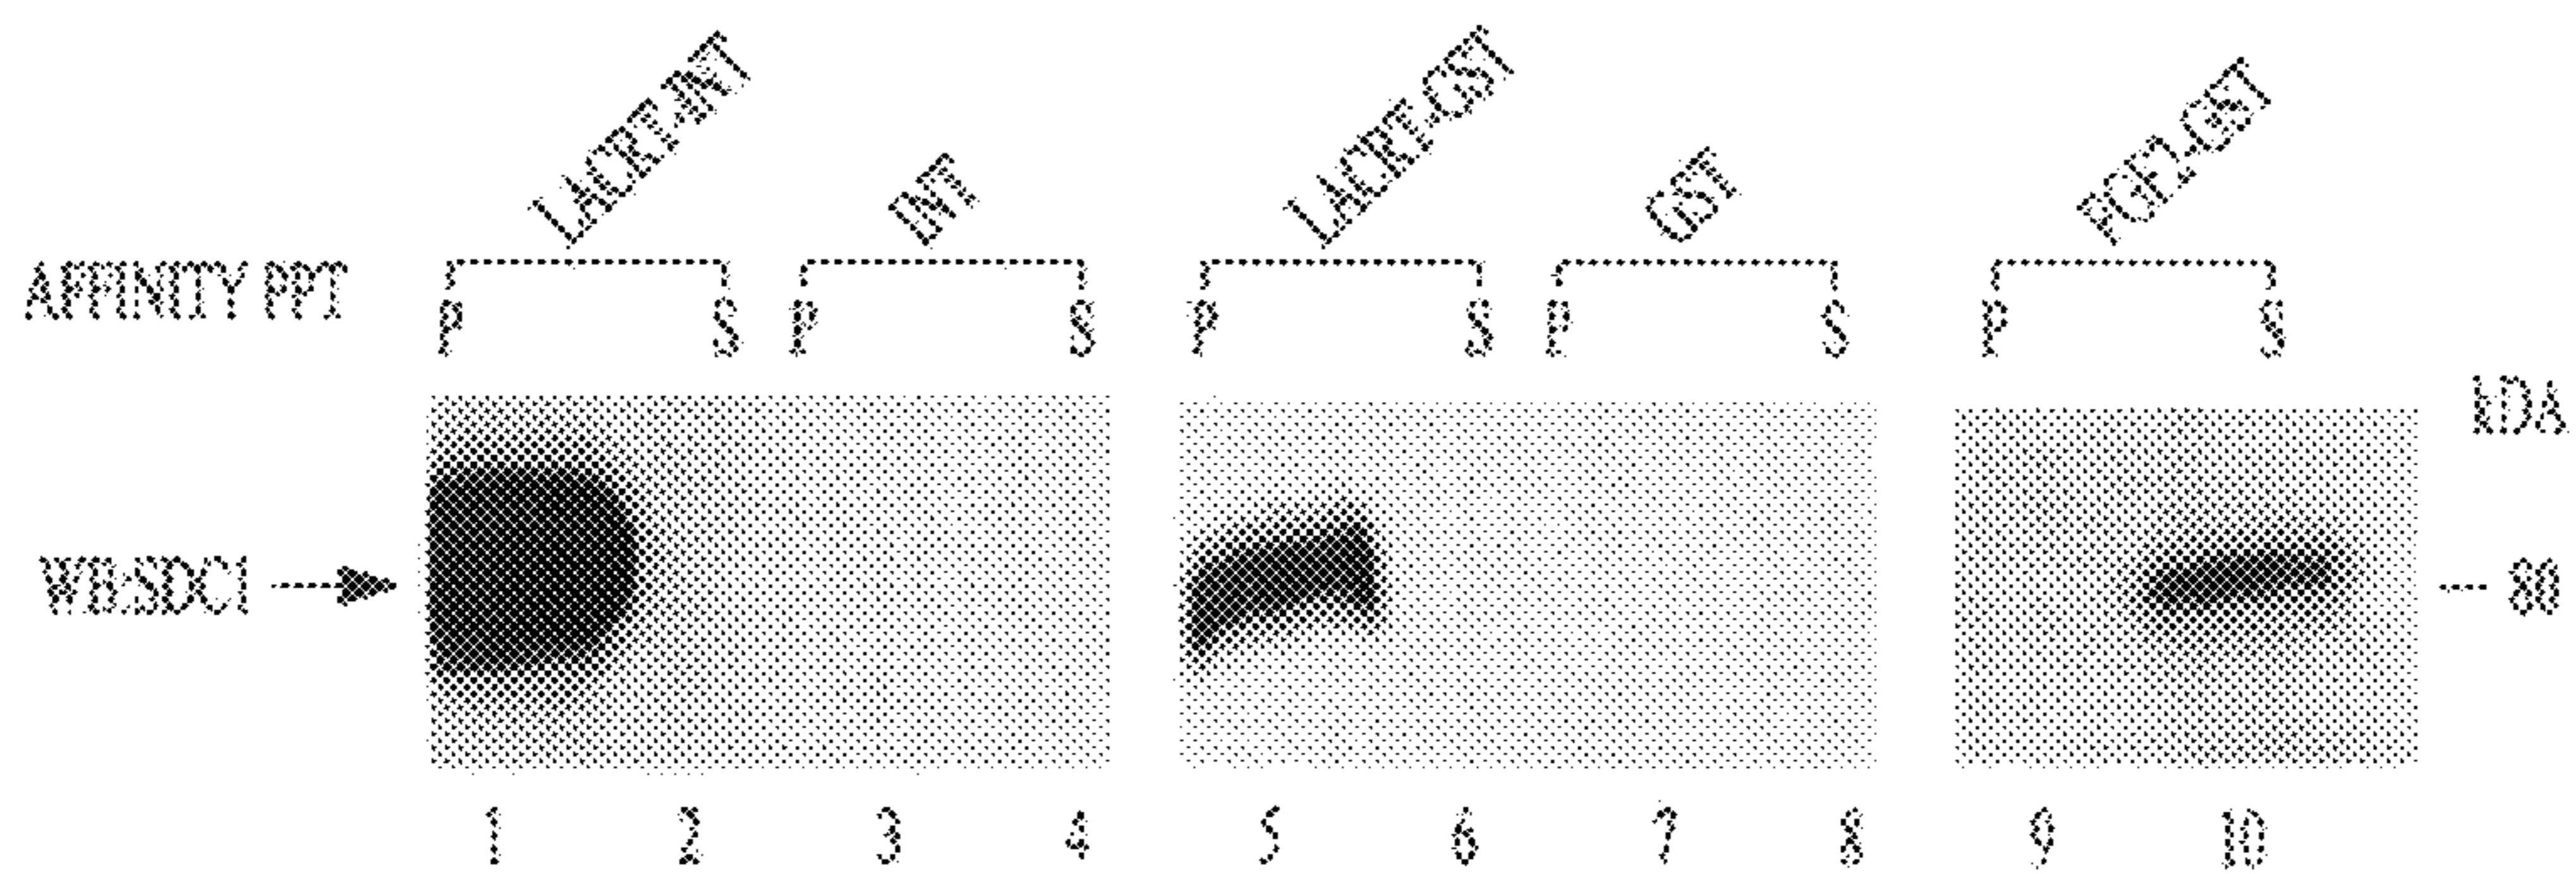 LACRT-INT INT LACRT-GST GST FGF2-GST
AFFINITY PPT P S P S P S P S P S
kDA
WB:SDC1 80
1 2 3 4 5 6 7 8 9 10